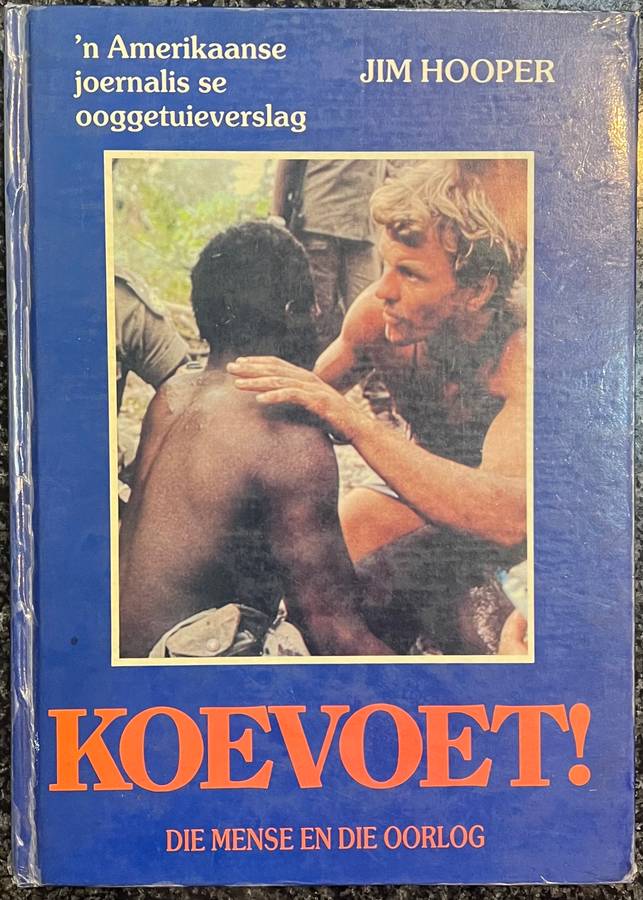 'n Amerikaanse
joernalis se
ooggetuieverslag
JIM HOOPER
KOEVOET!
DIE MENSE EN DIE OORLOG